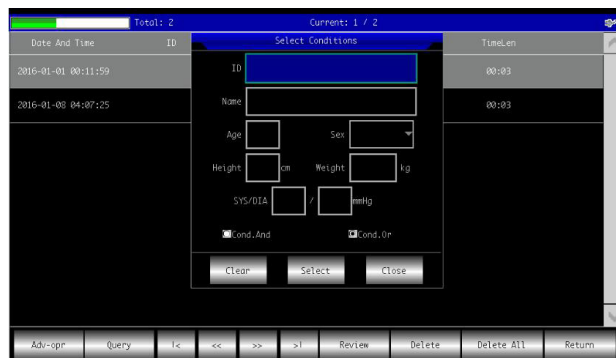 Total: 2 Current: 1 / 2
Date And Time ID TimeLen
Select Conditions
2016-01-01 00:11:59 00:03
2016-01-08 04:07:25 00:03
ID
Name
Age Sex
Height cm Weight kg
SYS/DIA / mmHg
Cond.And Cond.Or
Clear Select Close
Adv-opr Query |< << >> >| Review Delete Delete All Return